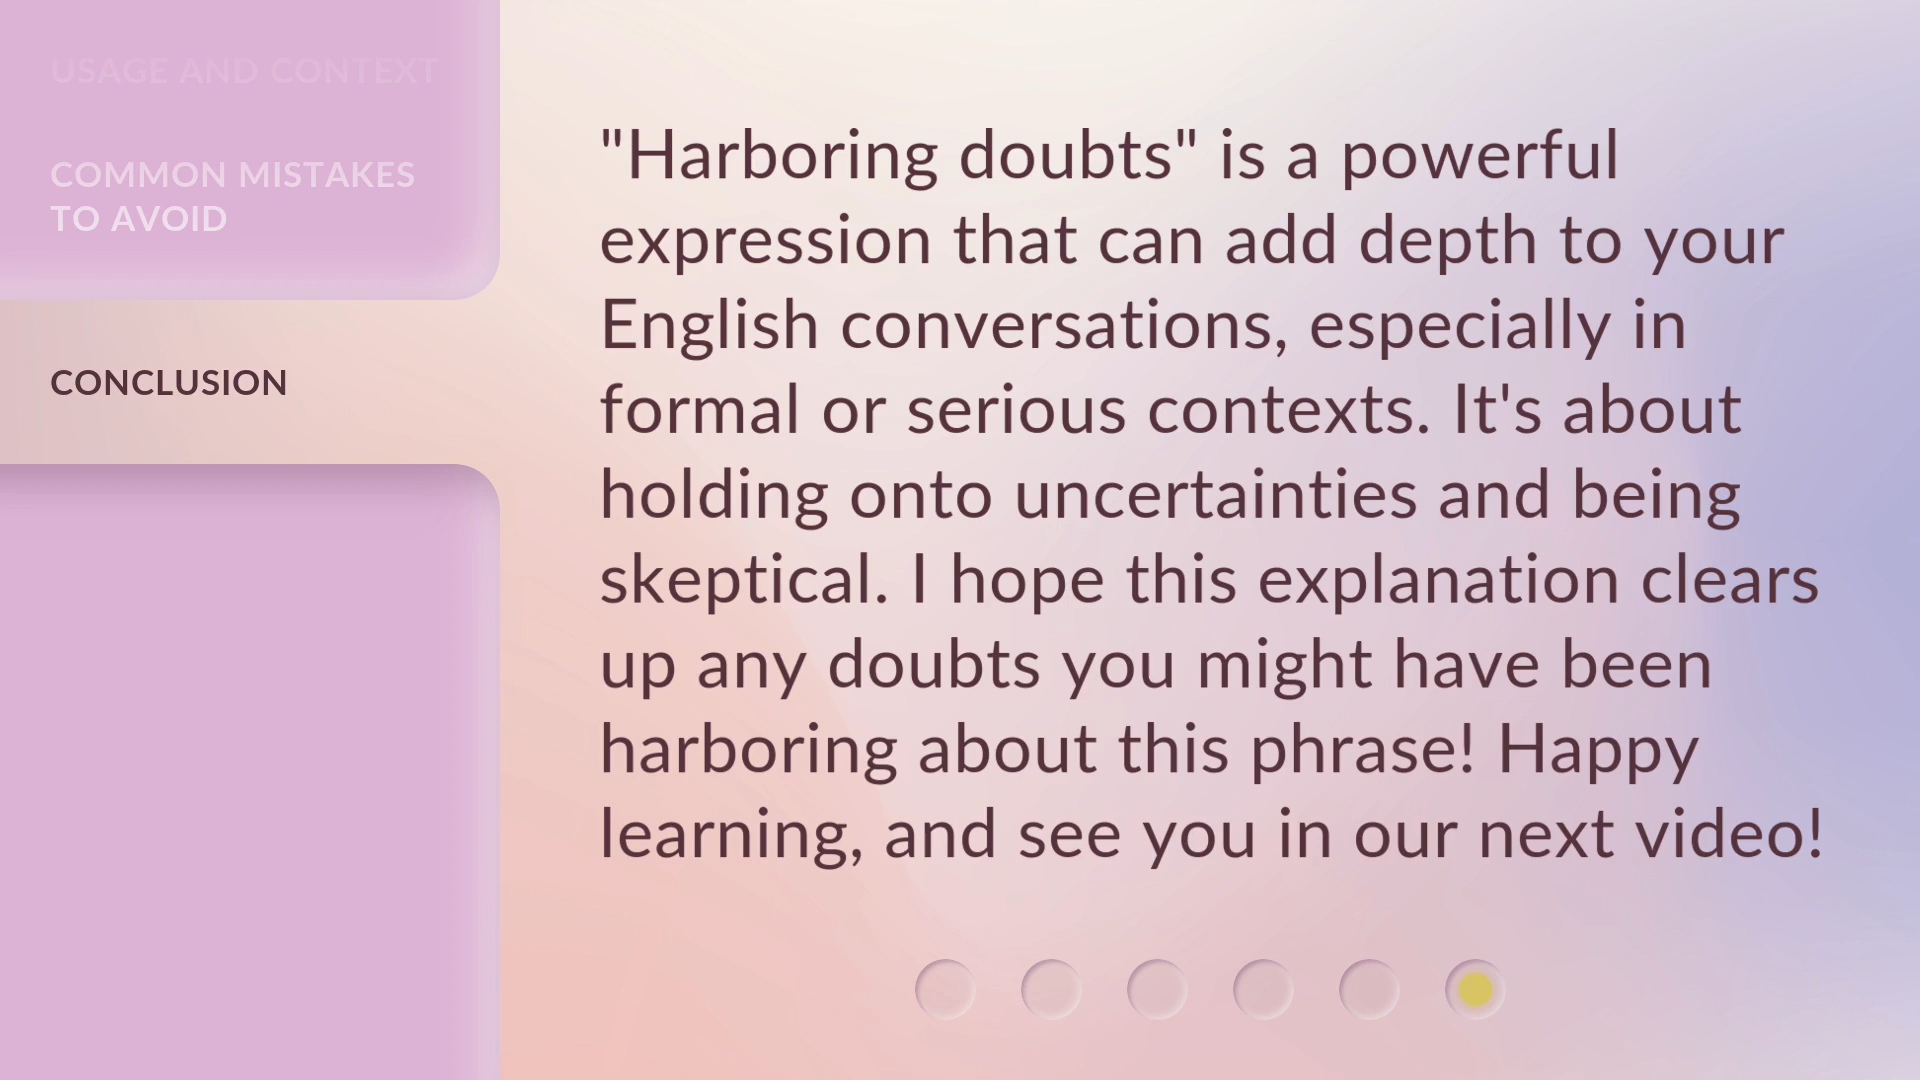 USAGE AND CONTEXT
COMMON MISTAKES
TO AVOID
CONCLUSION
"Harboring doubts" is a powerful
expression that can add depth to your
English conversations, especially in
formal or serious contexts. It's about
holding onto uncertainties and being
skeptical. I hope this explanation clears
up any doubts you might have been
harboring about this phrase! Happy
learning, and see you in our next video!